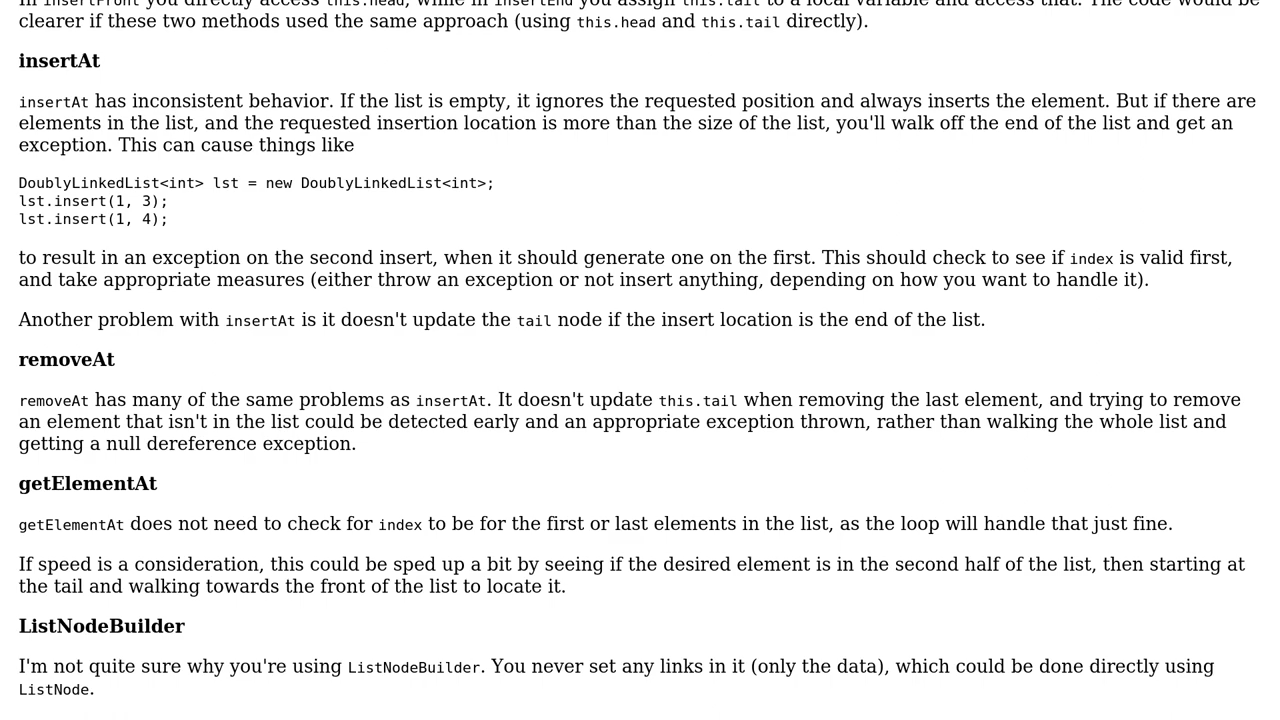 In insertFront you directly access this.head, while in insertEnd you assign this.tail to a local variable and access that. The code would be
clearer if these two methods used the same approach (using this.head and this.tail directly).
insertAt
insertAt has inconsistent behavior. If the list is empty, it ignores the requested position and always inserts the element. But if there are
elements in the list, and the requested insertion location is more than the size of the list, you'll walk off the end of the list and get an
exception. This can cause things like
DoublyLinkedList<int> lst = new DoublyLinkedList<int>;
lst.insert(1, 3);
lst.insert(1, 4);
to result in an exception on the second insert, when it should generate one on the first. This should check to see if index is valid first,
and take appropriate measures (either throw an exception or not insert anything, depending on how you want to handle it).
Another problem with insertAt is it doesn't update the tail node if the insert location is the end of the list.
removeAt
removeAt has many of the same problems as insertAt. It doesn't update this.tail when removing the last element, and trying to remove
an element that isn't in the list could be detected early and an appropriate exception thrown, rather than walking the whole list and
getting a null dereference exception.
getElementAt
getElementAt does not need to check for index to be for the first or last elements in the list, as the loop will handle that just fine.
If speed is a consideration, this could be sped up a bit by seeing if the desired element is in the second half of the list, then starting at
the tail and walking towards the front of the list to locate it.
ListNodeBuilder
I'm not quite sure why you're using ListNodeBuilder. You never set any links in it (only the data), which could be done directly using
ListNode.